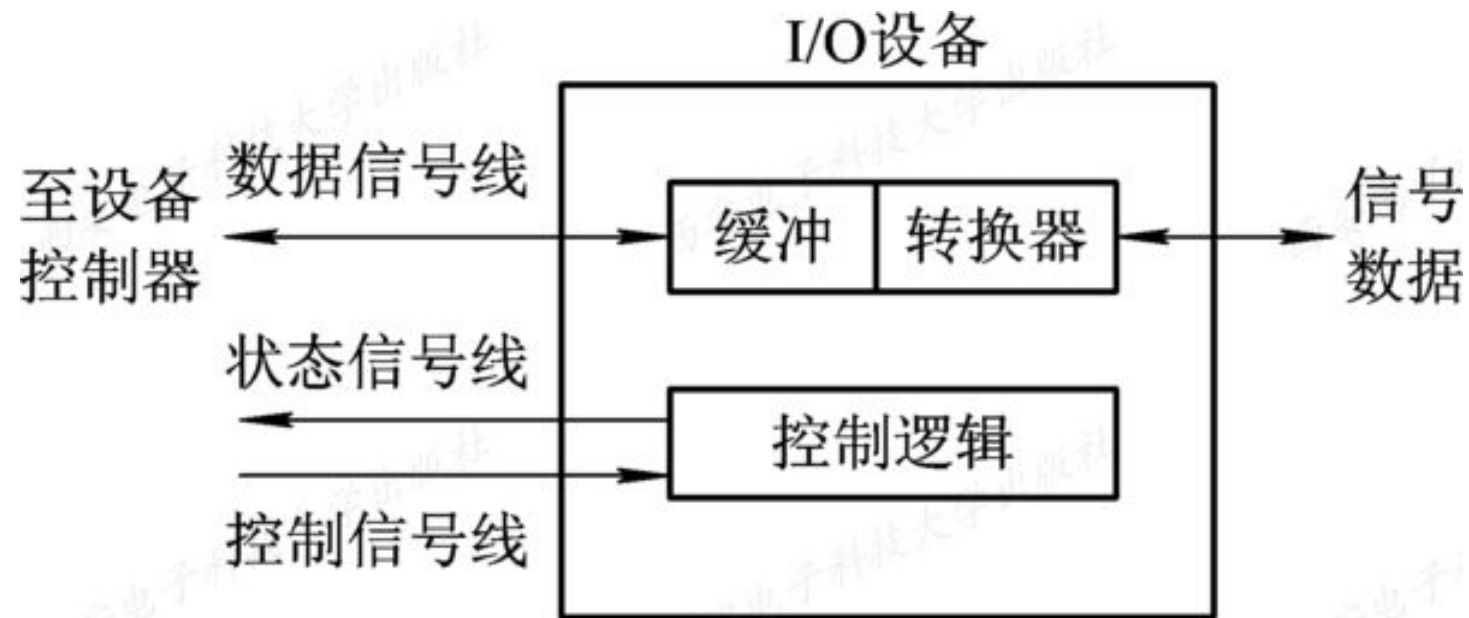 I/O设备
至设备
控制器
数据信号线
缓冲
转换器
信号
数据
状态信号线
控制逻辑
控制信号线